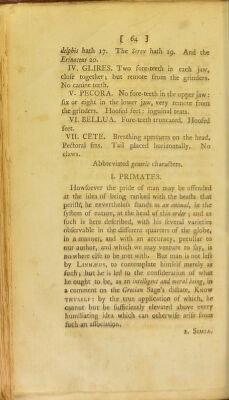 [ 64 ]
delphis hath 17. The Sorex hath 19. And the
Erinaceus 20.
IV. GLIRES. Two fore-teeth in each jaw,
close together; but remote from the grinders.
No canine teeth.
V. PECORA. No fore-teeth in the upper jaw:
six or eight in the lower jaw, very remote from
the grinders. Hoofed feet: inguinal teats.
VI. BELLUA. Fore-teeth truncated. Hoofed
feet.
VII. CETE. Breathing apertures on the head,
Pectoral fins. Tail placed horizontally. No
claws.
Abbreviated generic characters.
I. PRIMATES.
Howsoever the pride of man may be offended
at the idea of being ranked with the beasts that
perish, he nevertheless stands as an animal, in the
system of nature, at the head of this order; and as
such is here described, with his several varieties
observable in the different quarters of the globe,
in a manner, and with an accuracy, peculiar to
our author, and which we may venture to say, is
no where else to be met with. But man is not left
by LINNÆUS, to contemplate himself merely as
such; but he is led to the consideration of what
he ought to be, as an intelligent and moral being, in
a comment on the Grecian Sage's dictate, KNOW
THYSELF: by the true application of which, he
cannot but be sufficiently elevated above every
humiliating idea which can otherwise arise from
such an association.
2. SIMIA.